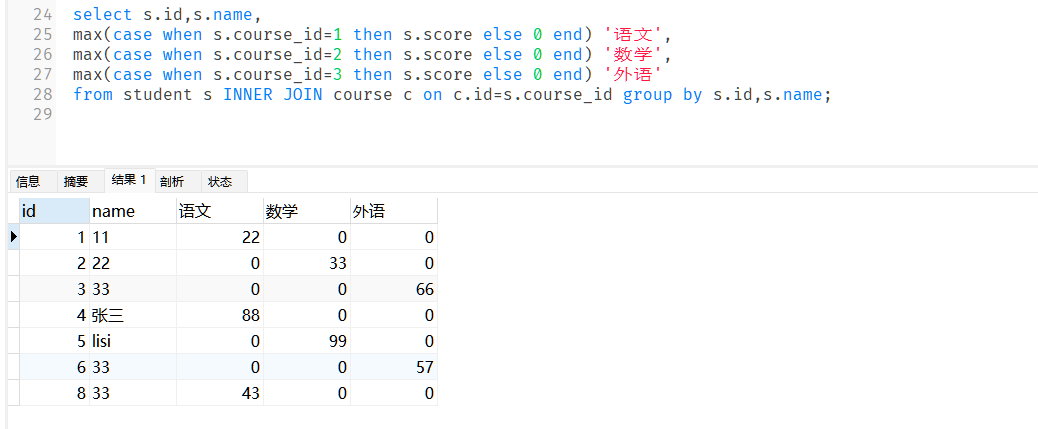 24 select s.id,s.name,
25 max(case when s.course_id=1 then s.score else 0 end) '语文',
26 max(case when s.course_id=2 then s.score else 0 end) '数学',
27 max(case when s.course_id=3 then s.score else 0 end) '外语'
28 from student s INNER JOIN course c on c.id=s.course_id group by s.id,s.name;
29
信息 摘要 结果 1 剖析 状态
id name 语文 数学 外语
1 11 22 0 0
2 22 0 33 0
3 33 0 0 66
4 张三 88 0 0
5 lisi 0 99 0
6 33 0 0 57
8 33 43 0 0